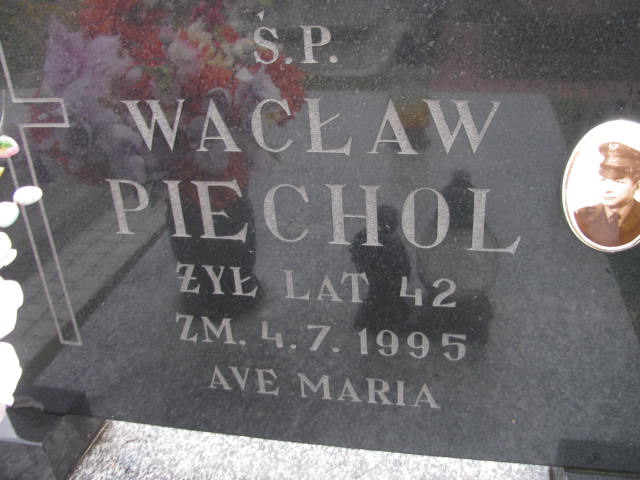 Ś.P.
WACŁAW
PIECHOL
ŻYŁ LAT 42
ZM. 4.7.1995
AVE MARIA